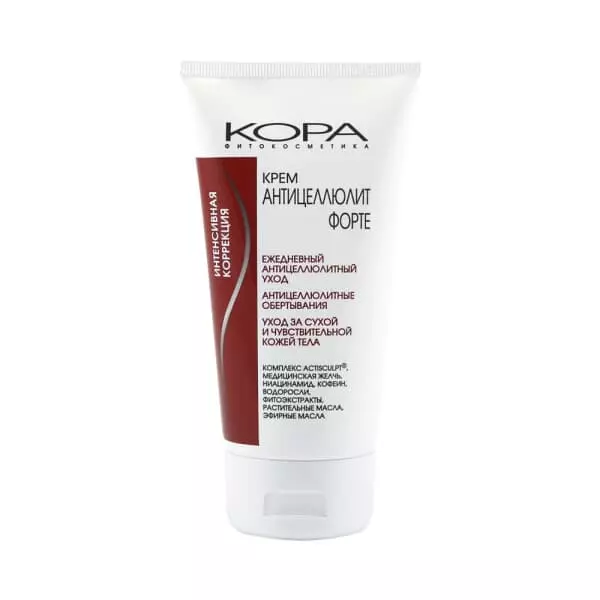 КОРА
ФИТОКОСМЕТИКА
КРЕМ
АНТИЦЕЛЛЮЛИТ
ФОРТЕ
ИНТЕНСИВНАЯ
КОРРЕКЦИЯ
ЕЖЕДНЕВНЫЙ
АНТИЦЕЛЛЮЛИТНЫЙ
УХОД
АНТИЦЕЛЛЮЛИТНЫЕ
ОБЕРТЫВАНИЯ
УХОД ЗА СУХОЙ
И ЧУВСТВИТЕЛЬНОЙ
КОЖЕЙ ТЕЛА
КОМПЛЕКС ACTISCULPT®,
МЕДИЦИНСКАЯ ЖЕЛЧЬ,
НИАЦИНАМИД, КОФЕИН,
ВОДОРОСЛИ,
ФИТОЭКСТРАКТЫ,
РАСТИТЕЛЬНЫЕ МАСЛА,
ЭФИРНЫЕ МАСЛА